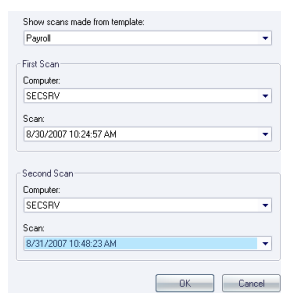 Show scans made from template:
Payroll
First Scan
Computer:
SECSRV
Scan:
8/30/2007 10:24:57 AM
Second Scan
Computer:
SECSRV
Scan:
8/31/2007 10:48:23 AM
OK Cancel